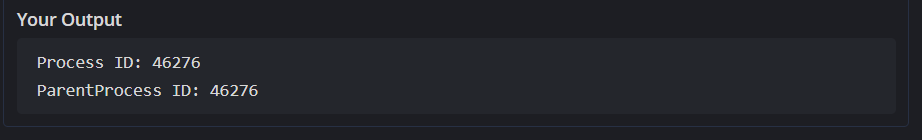 Your Output
Process ID: 46276
ParentProcess ID: 46276